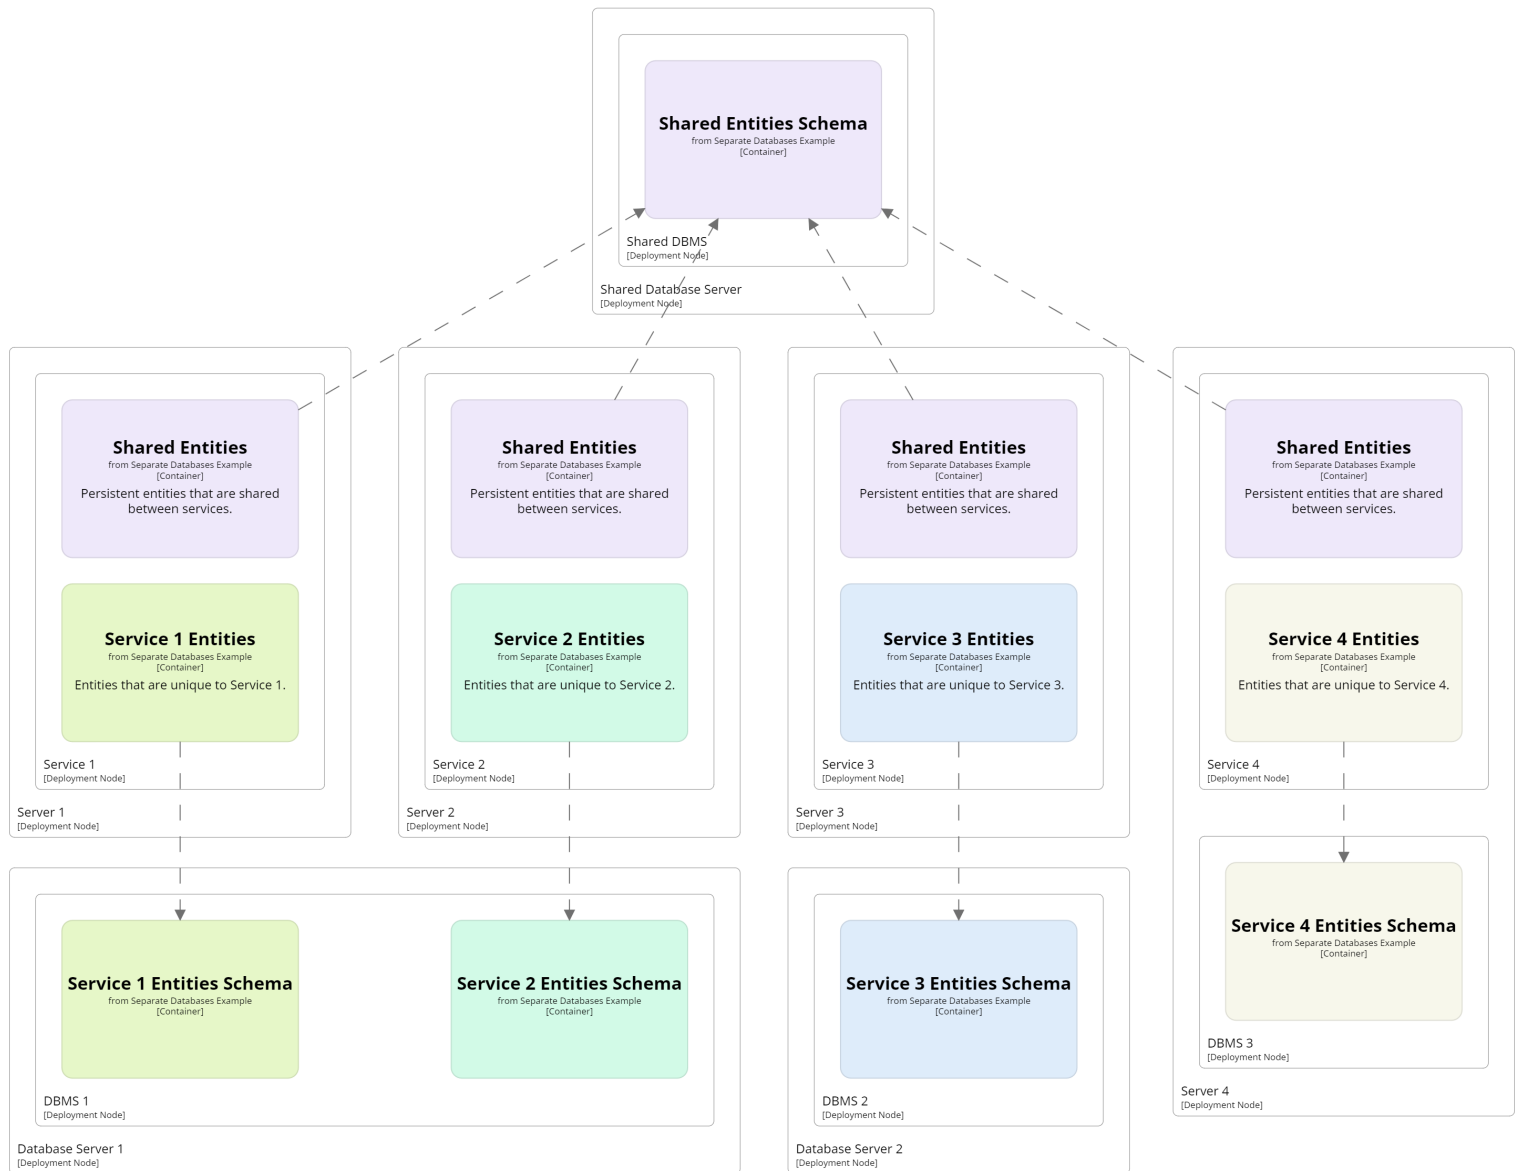 Shared Entities Schema
from Separate Databases Example
[Container]
Shared DBMS
[Deployment Node]
Shared Database Server
[Deployment Node]
Shared Entities
from Separate Databases Example
[Container]
Persistent entities that are shared
between services.
Service 1 Entities
from Separate Databases Example
[Container]
Entities that are unique to Service 1.
Service 1
[Deployment Node]
Server 1
[Deployment Node]
Shared Entities
from Separate Databases Example
[Container]
Persistent entities that are shared
between services.
Service 2 Entities
from Separate Databases Example
[Container]
Entities that are unique to Service 2.
Service 2
[Deployment Node]
Server 2
[Deployment Node]
Shared Entities
from Separate Databases Example
[Container]
Persistent entities that are shared
between services.
Service 3 Entities
from Separate Databases Example
[Container]
Entities that are unique to Service 3.
Service 3
[Deployment Node]
Server 3
[Deployment Node]
Shared Entities
from Separate Databases Example
[Container]
Persistent entities that are shared
between services.
Service 4 Entities
from Separate Databases Example
[Container]
Entities that are unique to Service 4.
Service 4
[Deployment Node]
Service 1 Entities Schema
from Separate Databases Example
[Container]
Service 2 Entities Schema
from Separate Databases Example
[Container]
DBMS 1
[Deployment Node]
Database Server 1
[Deployment Node]
Service 3 Entities Schema
from Separate Databases Example
[Container]
DBMS 2
[Deployment Node]
Database Server 2
[Deployment Node]
Service 4 Entities Schema
from Separate Databases Example
[Container]
DBMS 3
[Deployment Node]
Server 4
[Deployment Node]